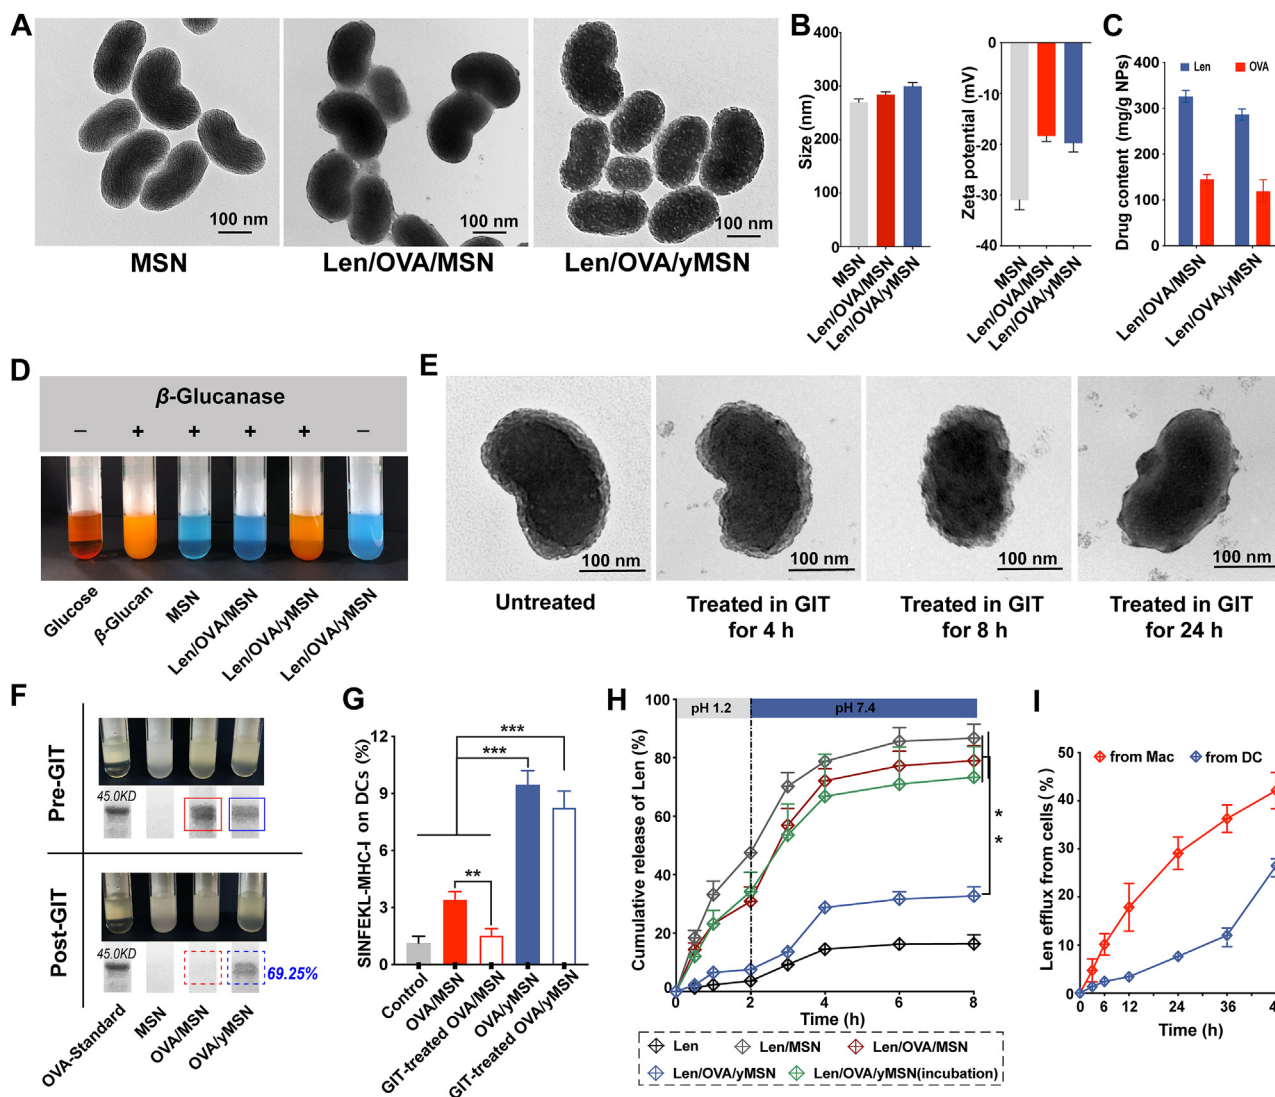 A
100 nm
100 nm
100 nm
MSN
Len/OVA/MSN
Len/OVA/yMSN
B
Size (nm)
400
300
200
100
0
MSN
Len/OVA/MSN
Len/OVA/yMSN
Zeta potential (mV)
0
-10
-20
-30
-40
MSN
Len/OVA/MSN
Len/OVA/yMSN
C
Drug content (mg/g NPs)
Len
OVA
400
300
200
100
0
Len/OVA/MSN
Len/OVA/yMSN
D
β-Glucanase
− + + + + −
Glucose
β-Glucan
MSN
Len/OVA/MSN
Len/OVA/yMSN
Len/OVA/yMSN
E
100 nm
100 nm
100 nm
100 nm
Untreated
Treated in GIT
for 4 h
Treated in GIT
for 8 h
Treated in GIT
for 24 h
F
Pre-GIT
45.0KD
Post-GIT
45.0KD
69.25%
OVA-Standard
MSN
OVA/MSN
OVA/yMSN
G
SINFEKL-MHC-I on DCs (%)
12
9
6
3
0
***
***
**
Control
OVA/MSN
GIT-treated OVA/MSN
OVA/yMSN
GIT-treated OVA/yMSN
H
Cumulative release of Len (%)
100
80
60
40
20
0
pH 1.2
pH 7.4
*
*
0 2 4 6 8
Time (h)
Len
Len/MSN
Len/OVA/MSN
Len/OVA/yMSN
Len/OVA/yMSN(incubation)
I
Len efflux from cells (%)
from Mac
from DC
50
40
30
20
10
0
0 6 12 24 36
Time (h)